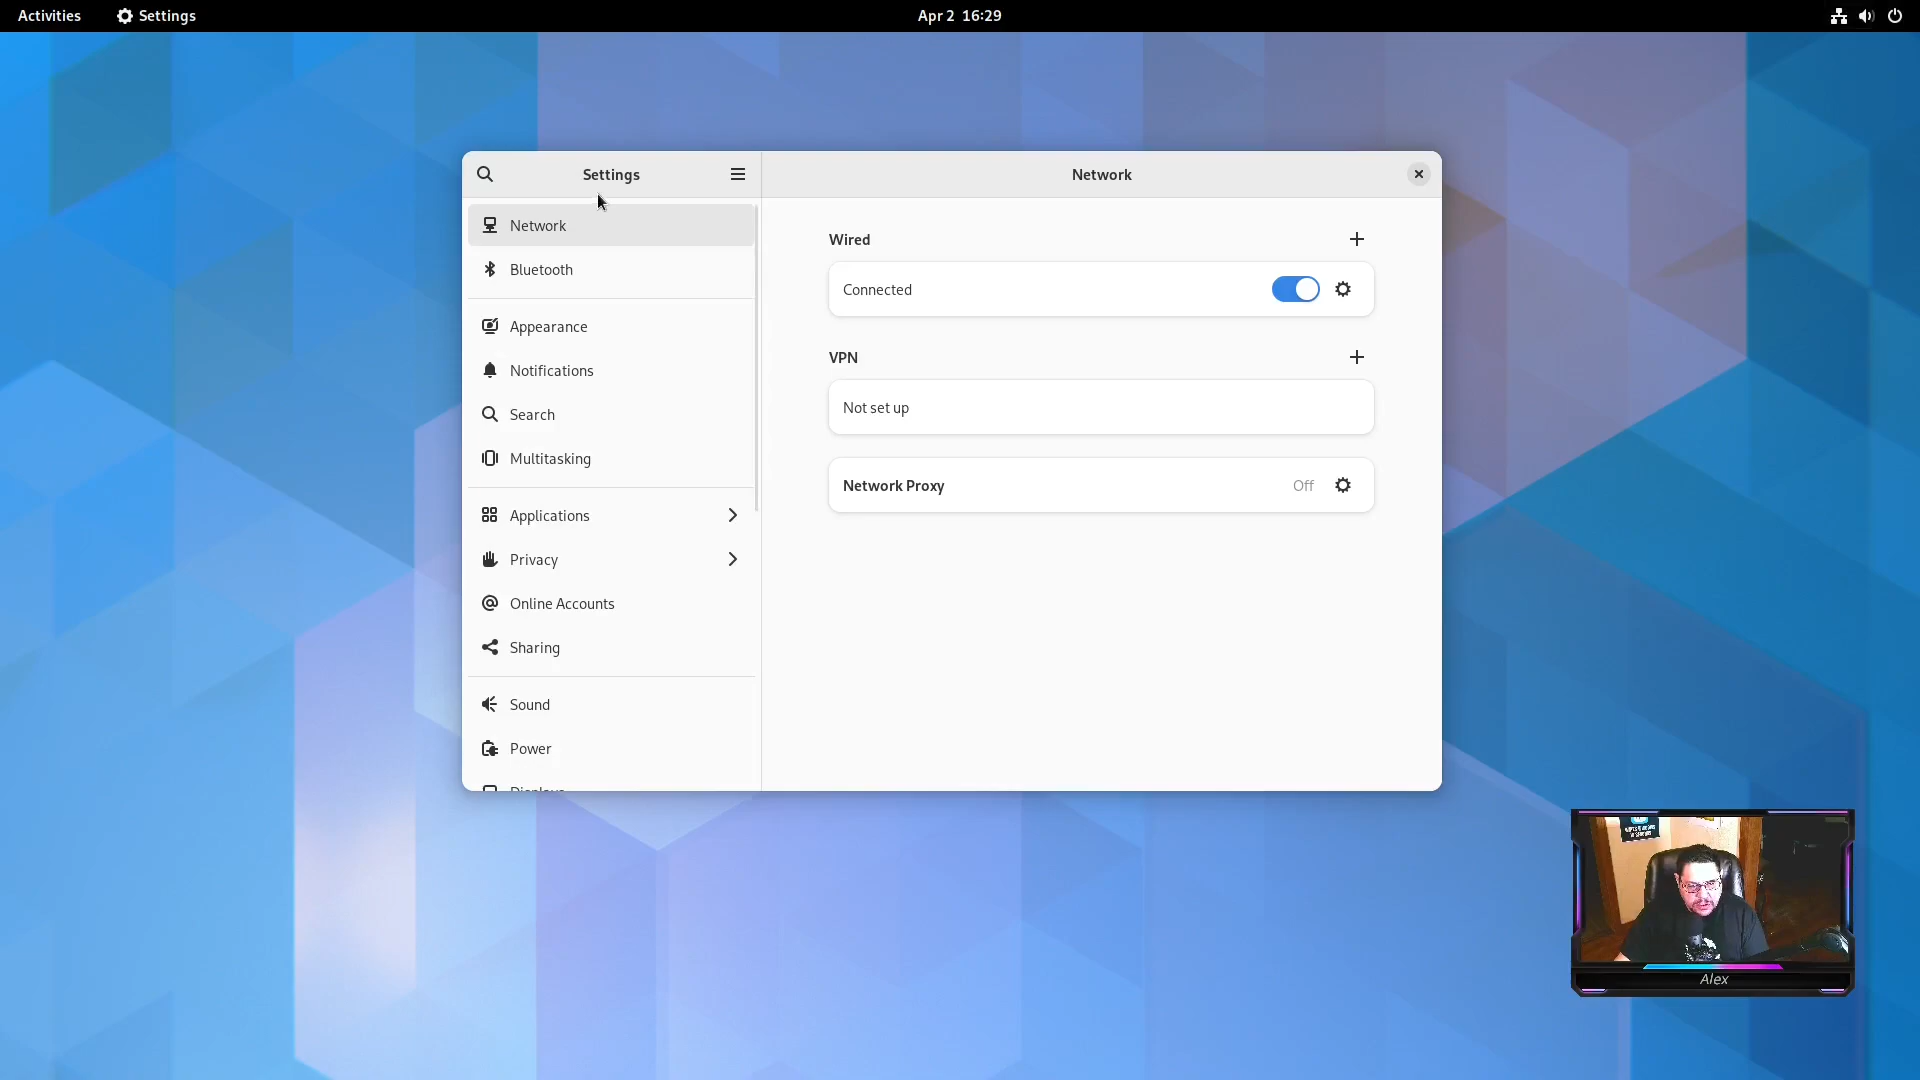 Activities
Settings
Apr 2 16:29
Settings
Network
Network
Bluetooth
Appearance
Notifications
Search
Multitasking
Applications
Privacy
Online Accounts
Sharing
Sound
Power
Displays
Wired
Connected
VPN
Not set up
Network Proxy
Off
Alex